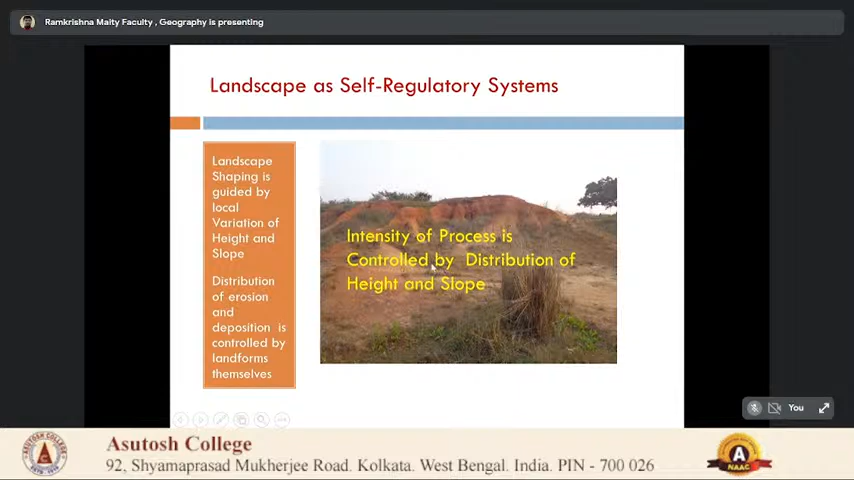 Ramkrishna Maity Faculty , Geography is presenting
Landscape as Self-Regulatory Systems
Landscape
Shaping is
guided by
local
Variation of
Height and
Slope
Distribution
of erosion
and
deposition is
controlled by
landforms
themselves
Intensity of Process is
Controlled by Distribution of
Height and Slope
You
Asutosh College
92, Shyamaprasad Mukherjee Road. Kolkata. West Bengal. India. PIN - 700 026
A
NAAC